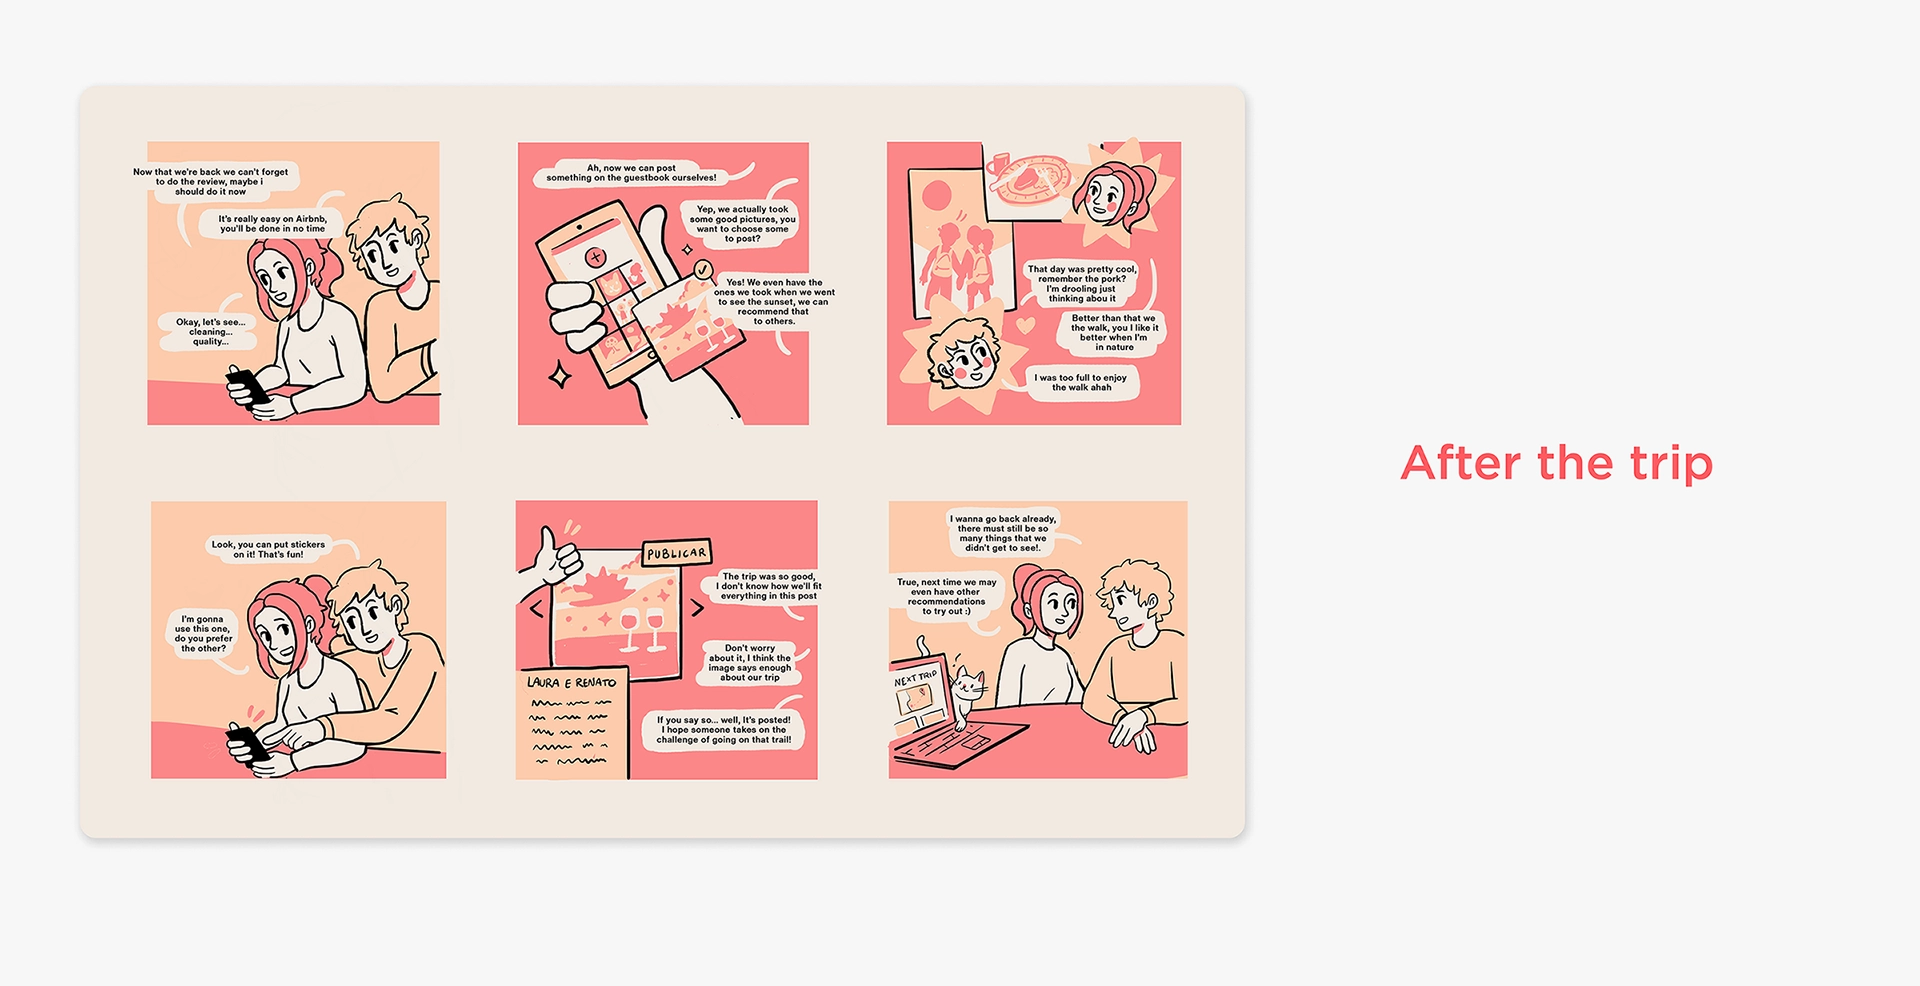 Now that we're back we can't forget
to do the review, maybe i
should do it now
It's really easy on Airbnb,
you'll be done in no time
Okay, let's see...
cleaning...
quality...
Ah, now we can post
something on the guestbook ourselves!
Yep, we actually took
some good pictures, you
want to choose some
to post?
Yes! We even have the
ones we took when we went
to see the sunset, we can
recommend that
to others.
That day was pretty cool,
remember the pork?
I'm drooling just
thinking abou it
Better than that we
the walk, you I like it
better when I'm
in nature
I was too full to enjoy
the walk ahah
After the trip
Look, you can put stickers
on it! That's fun!
I'm gonna
use this one,
do you prefer
the other?
PUBLICAR
The trip was so good,
I don't know how we'll fit
everything in this post
Don't worry
about it, I think the
image says enough
about our trip
LAURA E RENATO
If you say so... well, It's posted!
I hope someone takes on the
challenge of going on that trail!
I wanna go back already,
there must still be so
many things that we
didn't get to see!.
True, next time we may
even have other
recommendations
to try out :)
NEXT TRIP